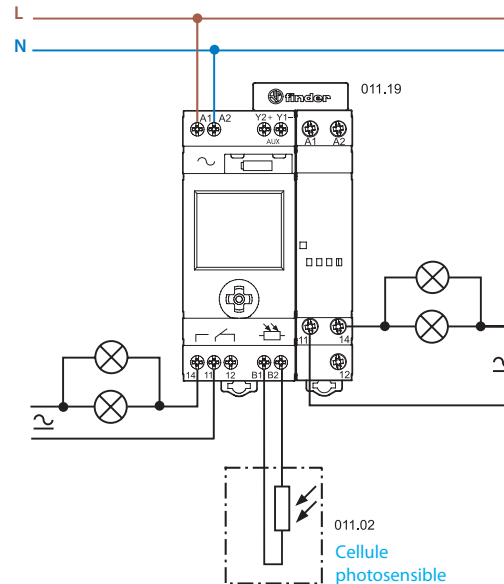 L
N
finder
011.19
A1 A2 Y2+ Y1-
AUX
A1 A2
11 14
12
14 11 12 B1 B2
011.02
Cellule
photosensible